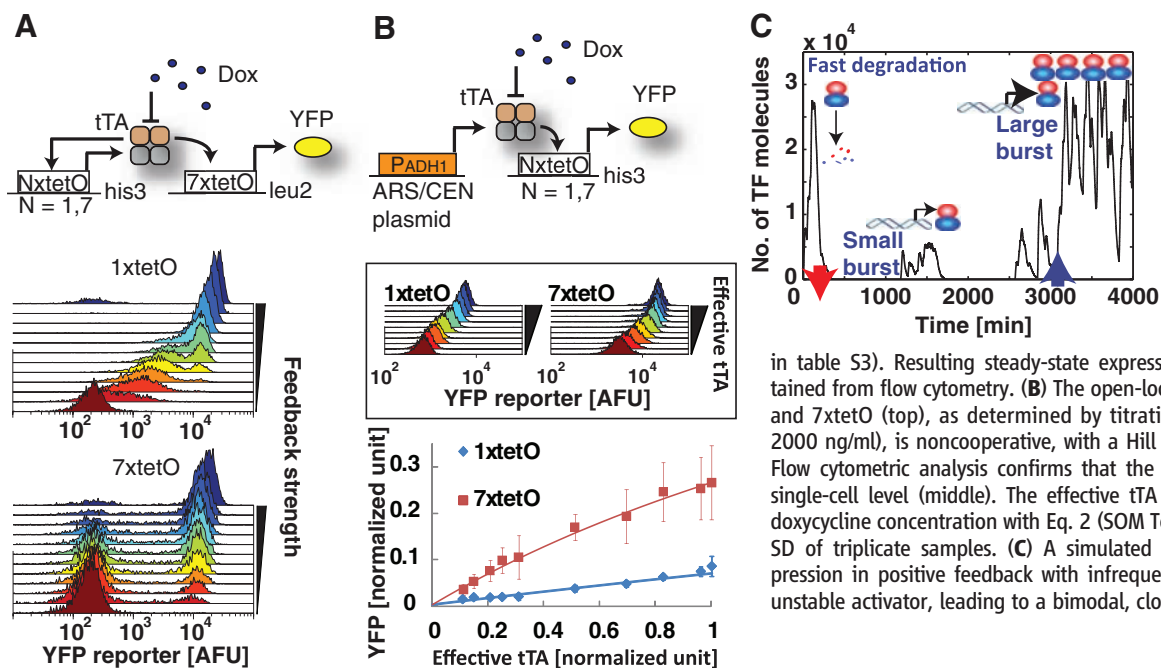 A
Dox
tTA
YFP
NxtetO
his3
7xtetO
leu2
N = 1,7
1xtetO
10² 10³ 10⁴
7xtetO
10² 10³ 10⁴
YFP reporter [AFU]
Feedback strength
B
Dox
tTA
YFP
PADH1
NxtetO
his3
ARS/CEN
plasmid
N = 1,7
1xtetO
7xtetO
Effective tTA
10² 10⁴ 10² 10⁴
YFP reporter [AFU]
YFP [normalized unit]
0.3
0.2
0.1
0
1xtetO
7xtetO
0 0.2 0.4 0.6 0.8 1
Effective tTA [normalized unit]
C
x 10⁴
No. of TF molecules
3
2
1
0
Fast degradation
Small
burst
Large
burst
0 1000 2000 3000 4000
Time [min]
in table S3). Resulting steady-state express
tained from flow cytometry. (B) The open-loo
and 7xtetO (top), as determined by titrati
2000 ng/ml), is noncooperative, with a Hill
Flow cytometric analysis confirms that the
single-cell level (middle). The effective tTA
doxycycline concentration with Eq. 2 (SOM Te
SD of triplicate samples. (C) A simulated
pression in positive feedback with infreque
unstable activator, leading to a bimodal, clo